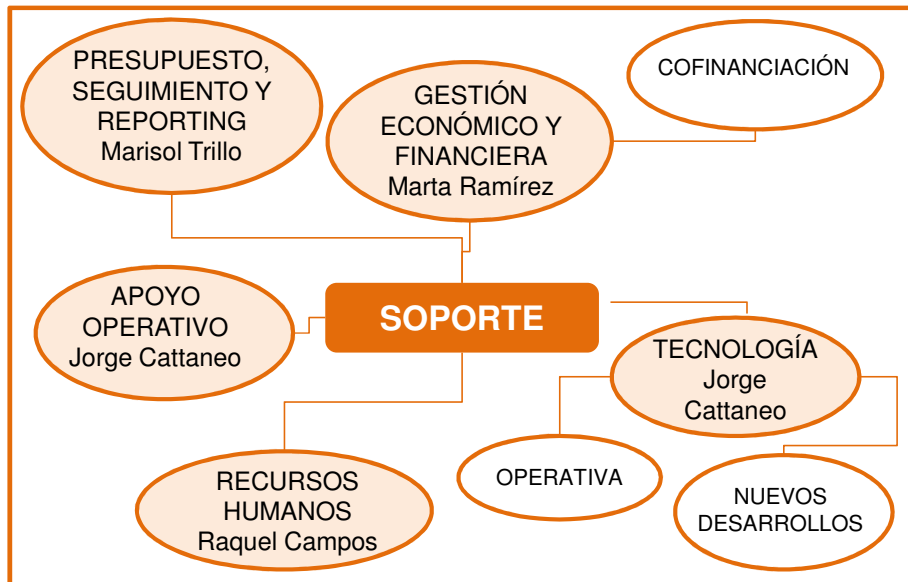 PRESUPUESTO,
SEGUIMIENTO Y
REPORTING
Marisol Trillo
GESTIÓN
ECONÓMICO Y
FINANCIERA
Marta Ramírez
COFINANCIACIÓN
APOYO
OPERATIVO
Jorge Cattaneo
SOPORTE
TECNOLOGÍA
Jorge
Cattaneo
RECURSOS
HUMANOS
Raquel Campos
OPERATIVA
NUEVOS
DESARROLLOS